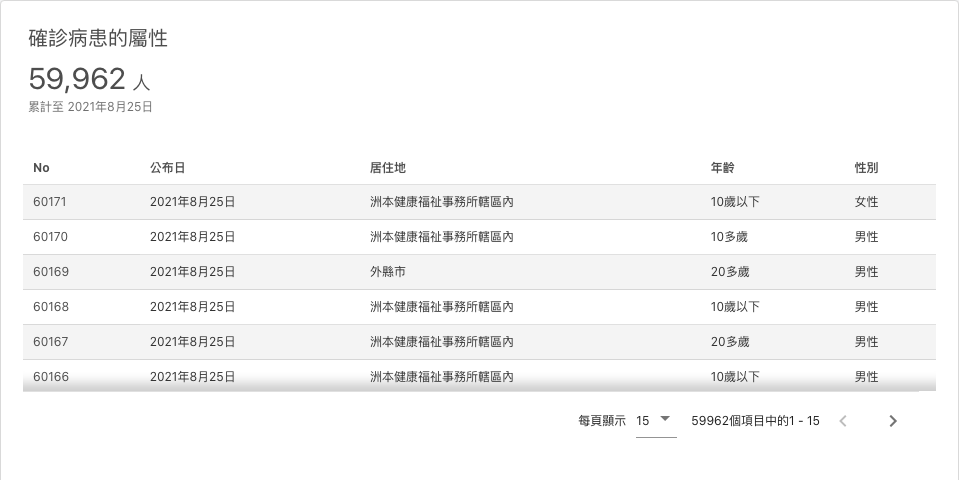 確診病患的屬性
59,962 人
累計至 2021年8月25日
No 公布日 居住地 年齡 性別
60171 2021年8月25日 洲本健康福祉事務所轄區內 10歲以下 女性
60170 2021年8月25日 洲本健康福祉事務所轄區內 10多歲 男性
60169 2021年8月25日 外縣市 20多歲 男性
60168 2021年8月25日 洲本健康福祉事務所轄區內 10歲以下 男性
60167 2021年8月25日 洲本健康福祉事務所轄區內 20多歲 男性
60166 2021年8月25日 洲本健康福祉事務所轄區內 10歲以下 男性
每頁顯示 15 59962個項目中的1 - 15